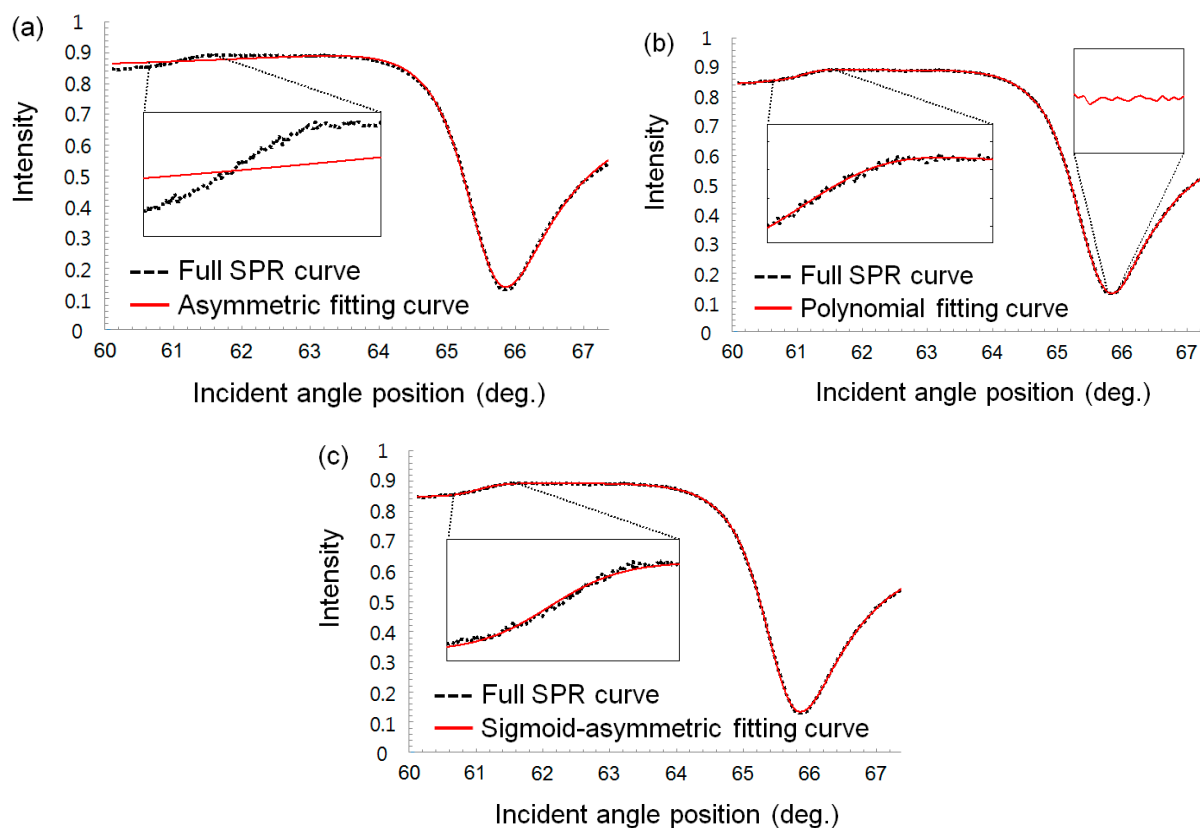 (a)
1
0.9
0.8
0.7
0.6
0.5
0.4
0.3
0.2
0.1
0
Intensity
Full SPR curve
Asymmetric fitting curve
60 61 62 63 64 65 66 67
Incident angle position (deg.)
(b)
1
0.9
0.8
0.7
0.6
0.5
0.4
0.3
0.2
0.1
0
Intensity
Full SPR curve
Polynomial fitting curve
60 61 62 63 64 65 66 67
Incident angle position (deg.)
(c)
1
0.9
0.8
0.7
0.6
0.5
0.4
0.3
0.2
0.1
0
Intensity
Full SPR curve
Sigmoid-asymmetric fitting curve
60 61 62 63 64 65 66 67
Incident angle position (deg.)